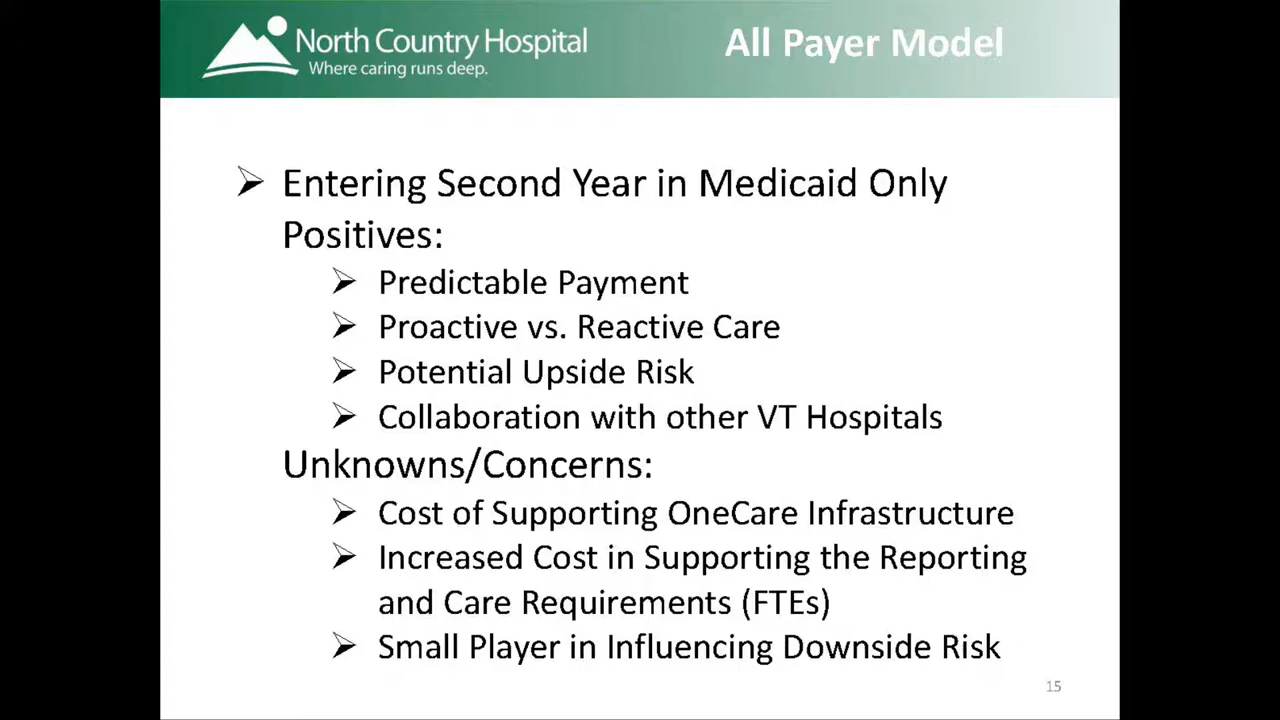 North Country Hospital
Where caring runs deep.
All Payer Model
➢ Entering Second Year in Medicaid Only
Positives:
➢ Predictable Payment
➢ Proactive vs. Reactive Care
➢ Potential Upside Risk
➢ Collaboration with other VT Hospitals
Unknowns/Concerns:
➢ Cost of Supporting OneCare Infrastructure
➢ Increased Cost in Supporting the Reporting
and Care Requirements (FTEs)
➢ Small Player in Influencing Downside Risk
15